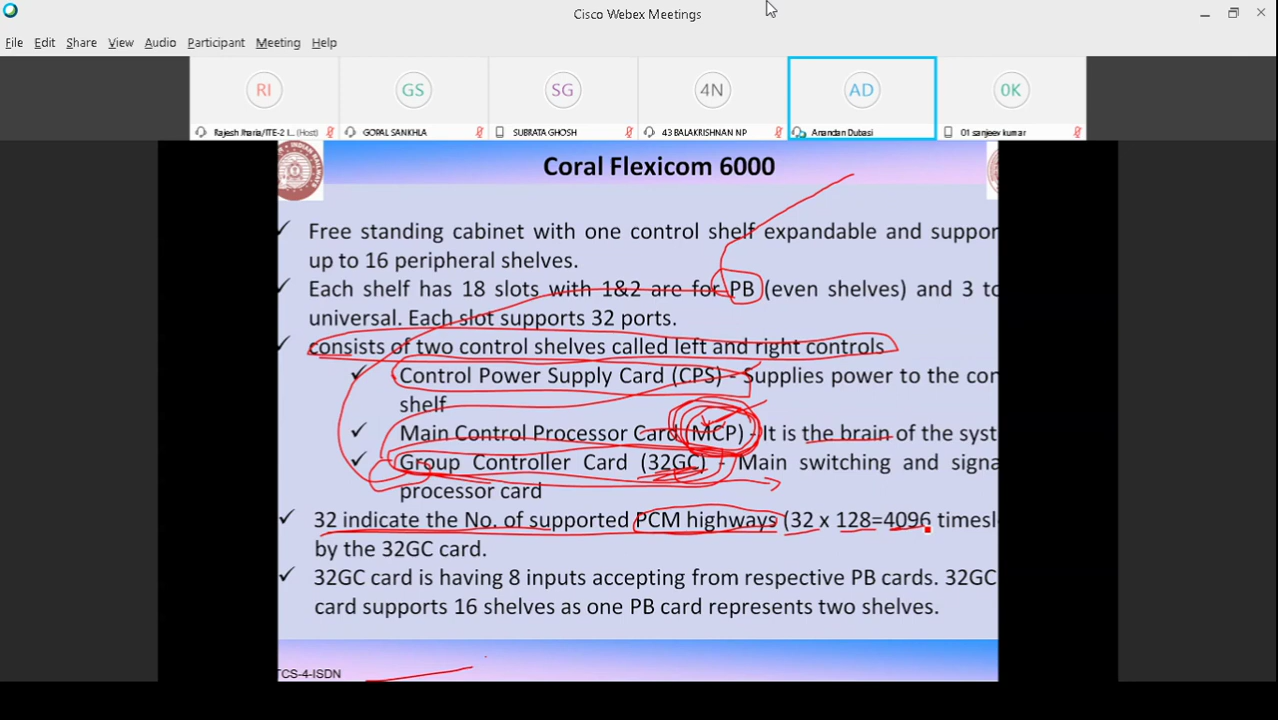 Cisco Webex Meetings
File Edit Share View Audio Participant Meeting Help
RI GS SG 4N AD 0K
Rajesh Jharia/ITE-2 I... (Host) GOPAL SANKHLA SUBRATA GHOSH 43 BALAKRISHNAN NP Anandan Dubasi 01 sanjeev kumar
Coral Flexicom 6000
Free standing cabinet with one control shelf expandable and suppor
up to 16 peripheral shelves.
Each shelf has 18 slots with 1&2 are for PB (even shelves) and 3 to
universal. Each slot supports 32 ports.
consists of two control shelves called left and right controls
Control Power Supply Card (CPS) - Supplies power to the con
shelf
Main Control Processor Card (MCP) - It is the brain of the syst
Group Controller Card (32GC) - Main switching and signa
processor card
32 indicate the No. of supported PCM highways (32 x 128=4096 timesl
by the 32GC card.
32GC card is having 8 inputs accepting from respective PB cards. 32GC
card supports 16 shelves as one PB card represents two shelves.
TCS-4-ISDN